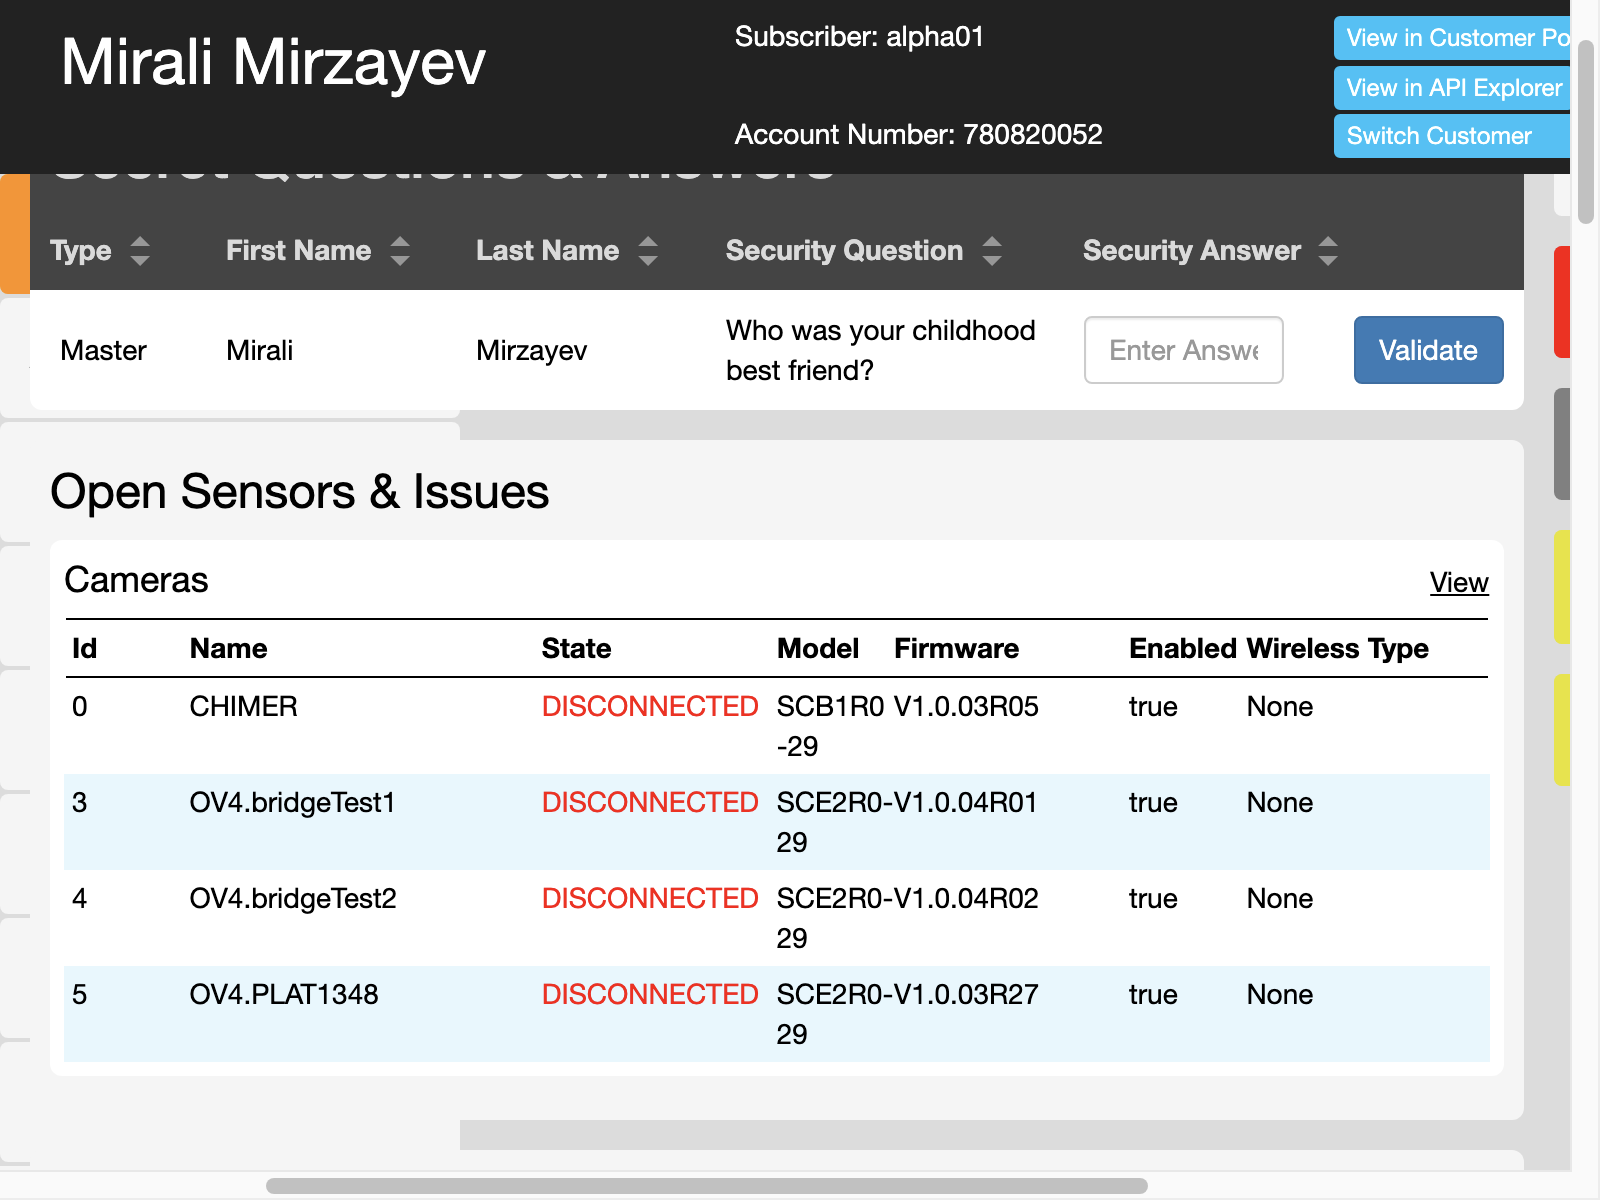 Mirali Mirzayev
Subscriber: alpha01
Account Number: 780820052
View in Customer Po
View in API Explorer
Switch Customer
Secret Questions & Answers
Type First Name Last Name Security Question Security Answer
Master Mirali Mirzayev Who was your childhood
best friend?
Enter Answe
Validate
Open Sensors & Issues
Cameras View
Id Name State Model Firmware Enabled Wireless Type
0 CHIMER DISCONNECTED SCB1R0 V1.0.03R05 true None
-29
3 OV4.bridgeTest1 DISCONNECTED SCE2R0- V1.0.04R01 true None
29
4 OV4.bridgeTest2 DISCONNECTED SCE2R0- V1.0.04R02 true None
29
5 OV4.PLAT1348 DISCONNECTED SCE2R0- V1.0.03R27 true None
29